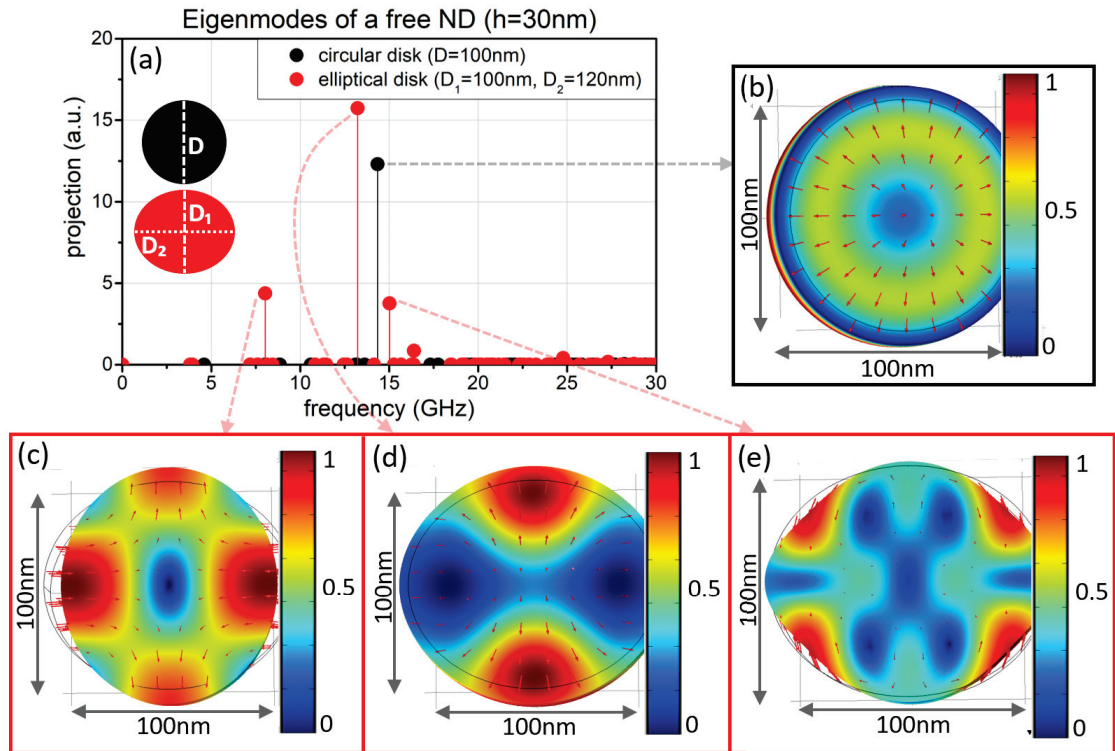 Eigenmodes of a free ND (h=30nm)
(a)
circular disk (D=100nm)
elliptical disk (D₁=100nm, D₂=120nm)
20
15
10
5
0
projection (a.u.)
D
D₁
D₂
0 5 10 15 20 25 30
frequency (GHz)
(b)
1
0.5
0
100nm
100nm
(c)
1
0.5
0
100nm
100nm
(d)
1
0.5
0
100nm
100nm
(e)
1
0.5
0
100nm
100nm